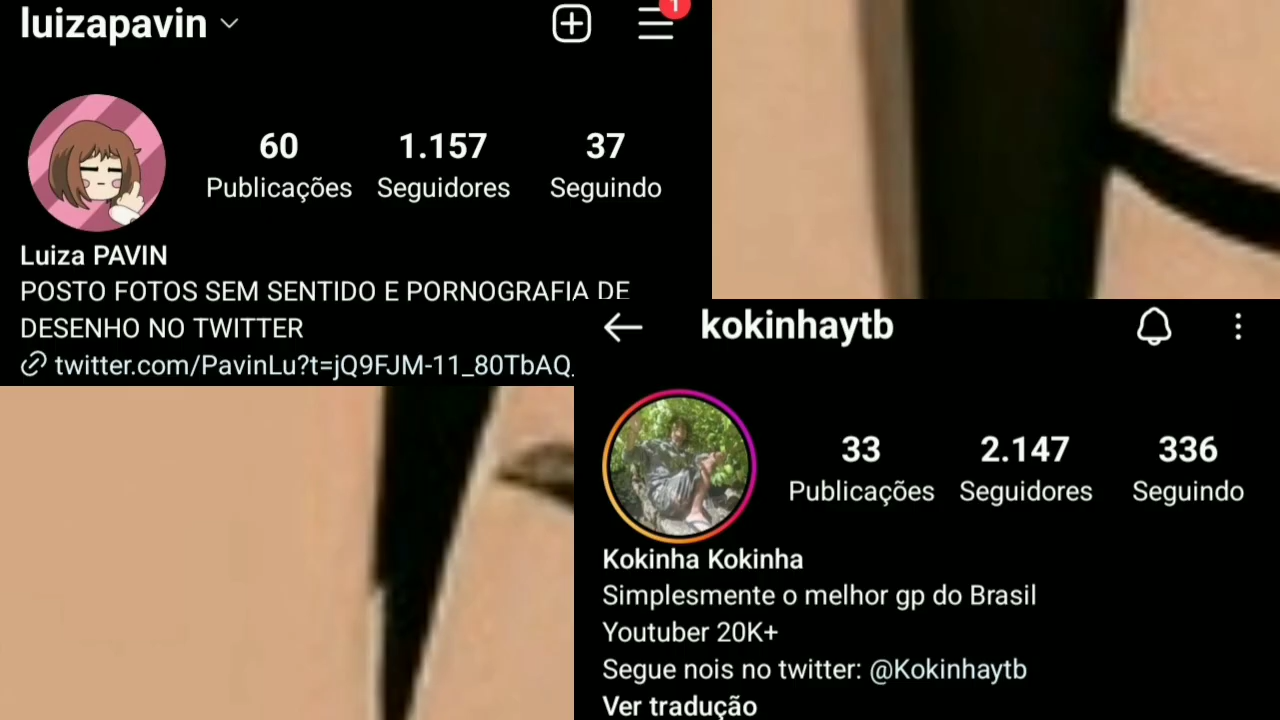 luizapavin
1
60 1.157 37
Publicações Seguidores Seguindo
Luiza PAVIN
POSTO FOTOS SEM SENTIDO E PORNOGRAFIA DE
DESENHO NO TWITTER
twitter.com/PavinLu?t=jQ9FJM-11_80TbAQ
kokinhaytb
33 2.147 336
Publicações Seguidores Seguindo
Kokinha Kokinha
Simplesmente o melhor gp do Brasil
Youtuber 20K+
Segue nois no twitter: @Kokinhaytb
Ver tradução